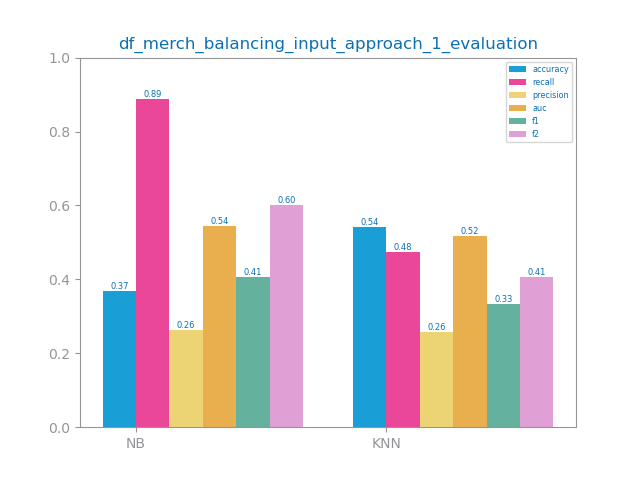 df_merch_balancing_input_approach_1_evaluation
1.0
0.8
0.6
0.4
0.2
0.0
accuracy
recall
precision
auc
f1
f2
0.37
0.89
0.26
0.54
0.41
0.60
0.54
0.48
0.26
0.52
0.33
0.41
NB
KNN